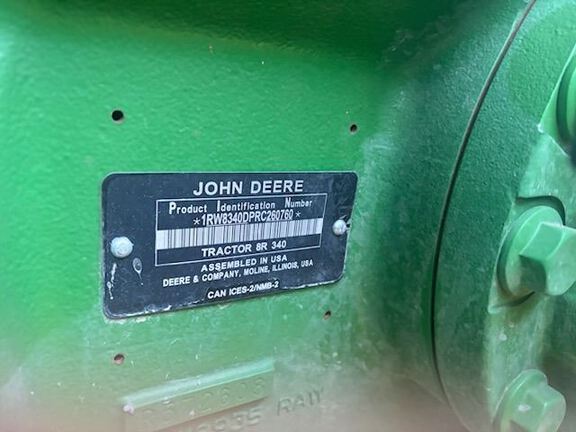 JOHN DEERE
Product Identification Number
*1RW8340DPRC260760*
TRACTOR 8R 340
ASSEMBLED IN USA
DEERE & COMPANY, MOLINE, ILLINOIS, USA
CAN ICES-2/NMB-2
RAW